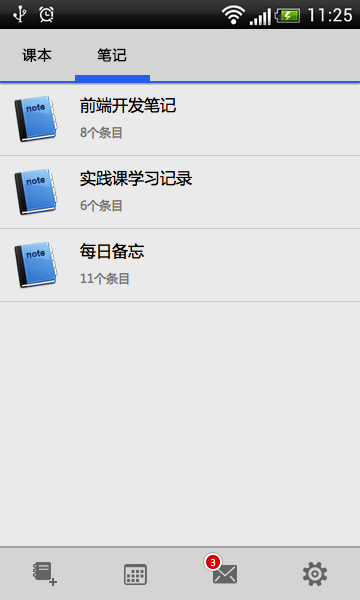 11:25
课本 笔记
note
前端开发笔记
8个条目
note
实践课学习记录
6个条目
note
每日备忘
11个条目
3